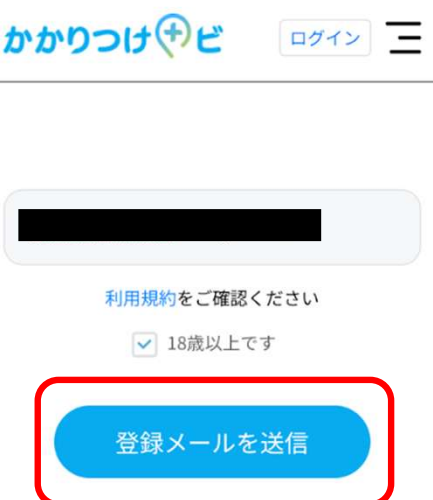 かかりつけナビ
ログイン
利用規約をご確認ください
18歳以上です
登録メールを送信